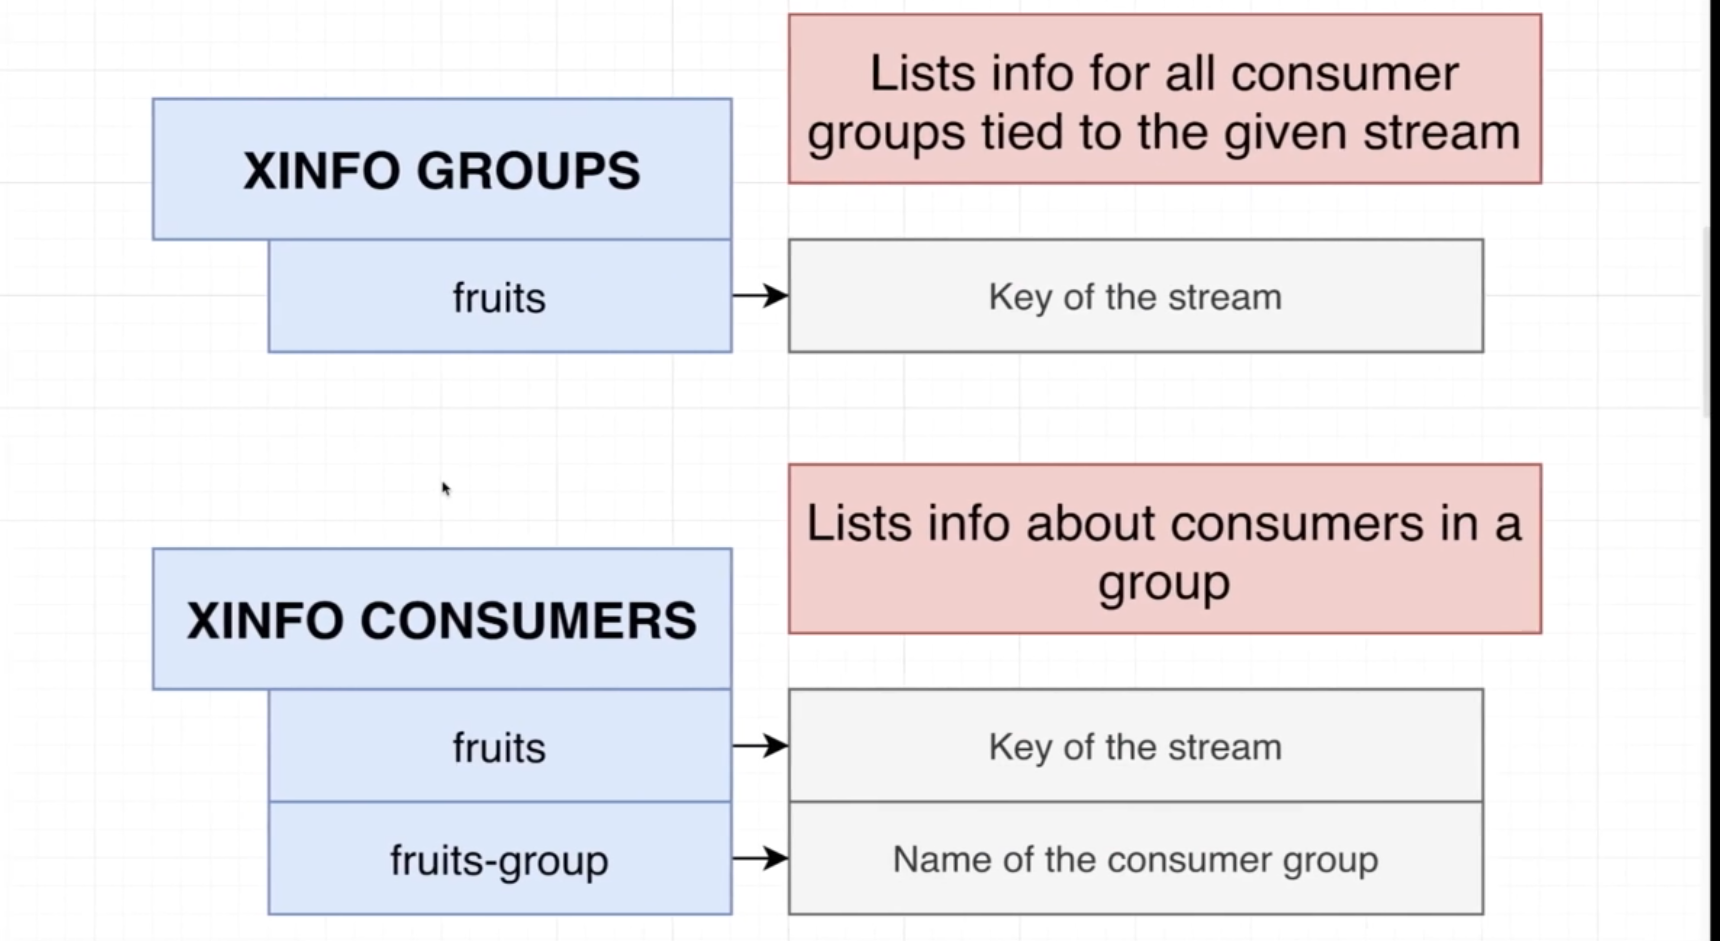 Lists info for all consumer
groups tied to the given stream
XINFO GROUPS
fruits
Key of the stream
Lists info about consumers in a
group
XINFO CONSUMERS
fruits
Key of the stream
fruits-group
Name of the consumer group